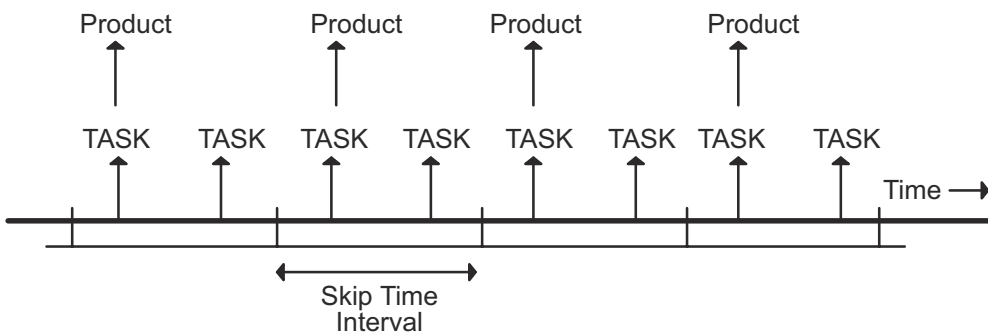 Product Product Product Product
TASK TASK TASK TASK TASK TASK TASK TASK
Time
Skip Time
Interval